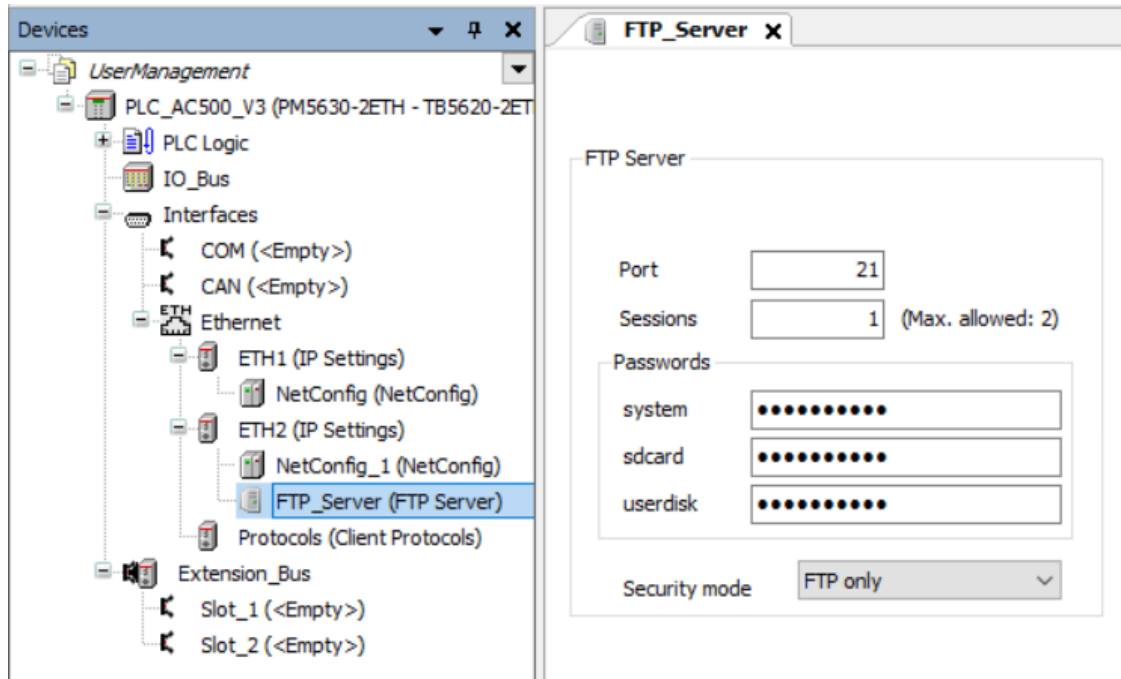 Devices
UserManagement
PLC_AC500_V3 (PM5630-2ETH - TB5620-2ET
PLC Logic
IO_Bus
Interfaces
COM (<Empty>)
CAN (<Empty>)
ETH
Ethernet
ETH1 (IP Settings)
NetConfig (NetConfig)
ETH2 (IP Settings)
NetConfig_1 (NetConfig)
FTP_Server (FTP Server)
Protocols (Client Protocols)
Extension_Bus
Slot_1 (<Empty>)
Slot_2 (<Empty>)
FTP_Server
FTP Server
Port 21
Sessions 1 (Max. allowed: 2)
Passwords
system ••••••••••
sdcard ••••••••••
userdisk ••••••••••
Security mode FTP only